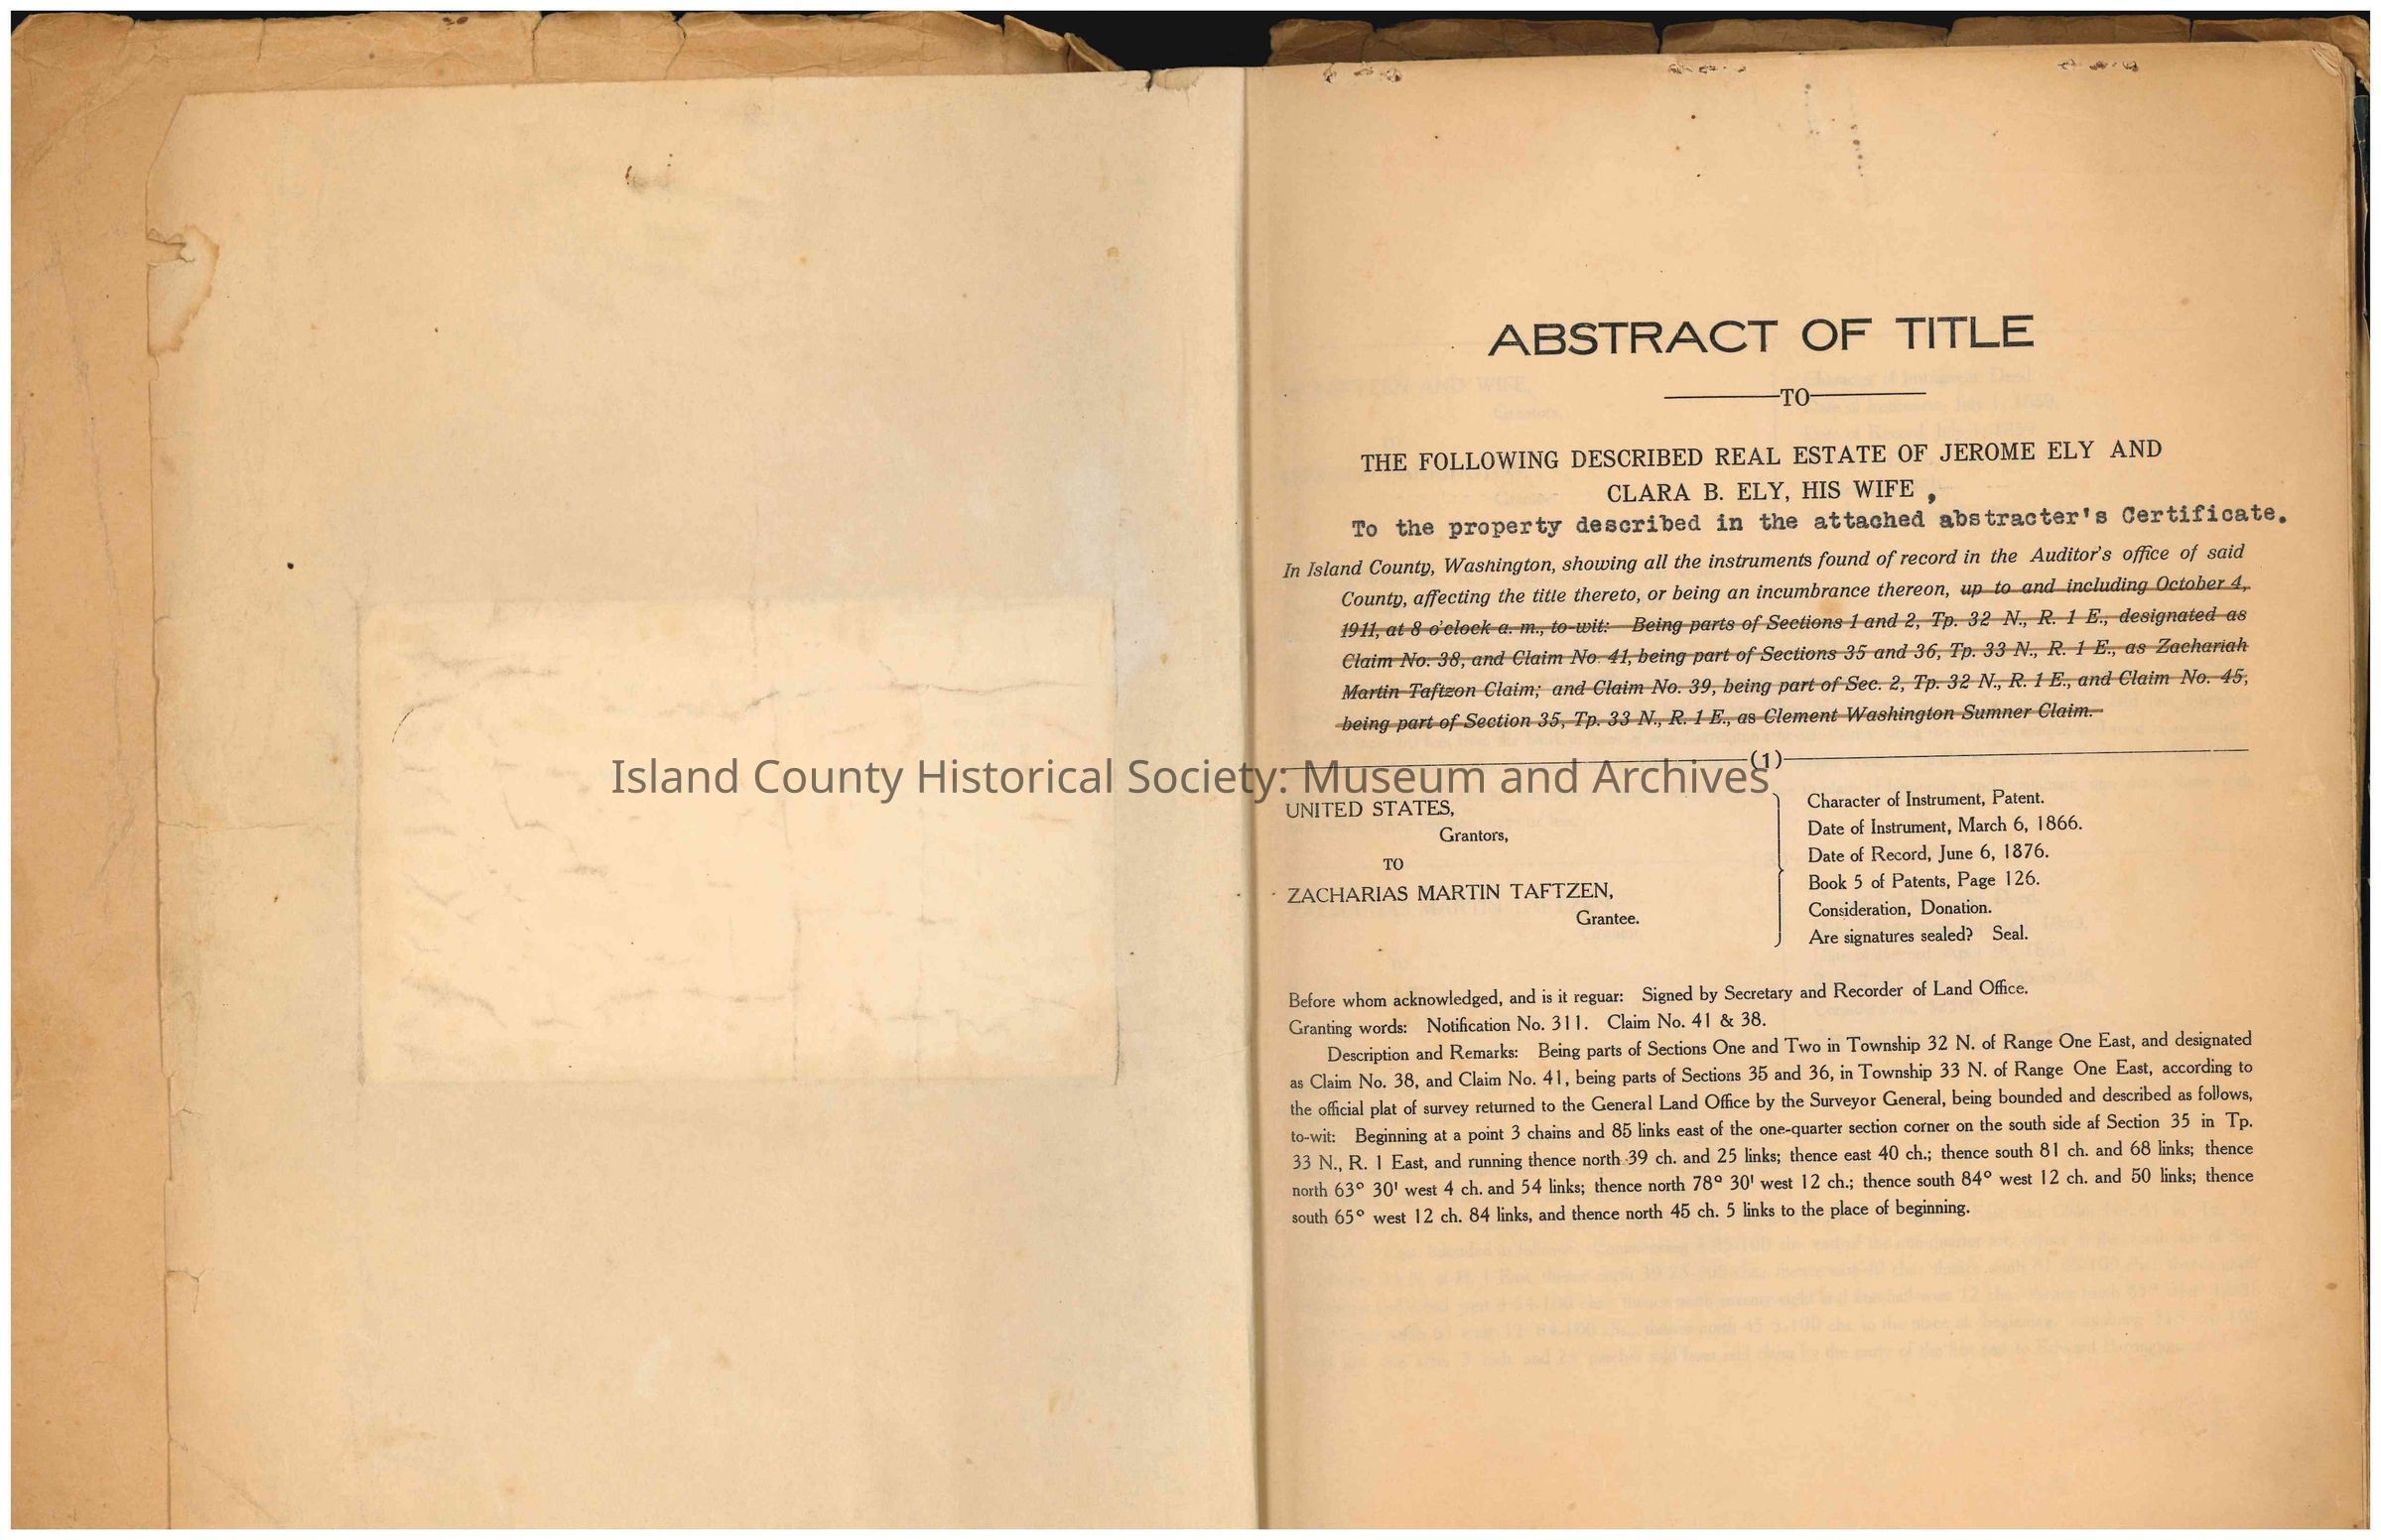 ABSTRACT OF TITLE
TO
THE FOLLOWING DESCRIBED REAL ESTATE OF JEROME ELY AND
CLARA B. ELY, HIS WIFE ,
To the property described in the attached abstracter's Certificate.
In Island County, Washington, showing all the instruments found of record in the Auditor's office of said
County, affecting the title thereto, or being an incumbrance thereon, up to and including October 4,
1911, at 8 o'clock a. m., to-wit: Being parts of Sections 1 and 2, Tp. 32 N., R. 1 E., designated as
Claim No. 38, and Claim No. 41, being part of Sections 35 and 36, Tp. 33 N., R. 1 E., as Zachariah
Martin Taftzon Claim; and Claim No. 39, being part of Sec. 2, Tp. 32 N., R. 1 E., and Claim No. 45,
being part of Section 35, Tp. 33 N., R. 1 E., as Clement Washington Sumner Claim.
(1)
Island County Historical Society: Museum and Archives
UNITED STATES,
Grantors,
TO
ZACHARIAS MARTIN TAFTZEN,
Grantee.
Character of Instrument, Patent.
Date of Instrument, March 6, 1866.
Date of Record, June 6, 1876.
Book 5 of Patents, Page 126.
Consideration, Donation.
Are signatures sealed? Seal.
Before whom acknowledged, and is it reguar: Signed by Secretary and Recorder of Land Office.
Granting words: Notification No. 311. Claim No. 41 & 38.
Description and Remarks: Being parts of Sections One and Two in Township 32 N. of Range One East, and designated
as Claim No. 38, and Claim No. 41, being parts of Sections 35 and 36, in Township 33 N. of Range One East, according to
the official plat of survey returned to the General Land Office by the Surveyor General, being bounded and described as follows,
to-wit: Beginning at a point 3 chains and 85 links east of the one-quarter section corner on the south side af Section 35 in Tp.
33 N., R. 1 East, and running thence north 39 ch. and 25 links; thence east 40 ch.; thence south 81 ch. and 68 links; thence
north 63° 30' west 4 ch. and 54 links; thence north 78° 30' west 12 ch.; thence south 84° west 12 ch. and 50 links; thence
south 65° west 12 ch. 84 links, and thence north 45 ch. 5 links to the place of beginning.